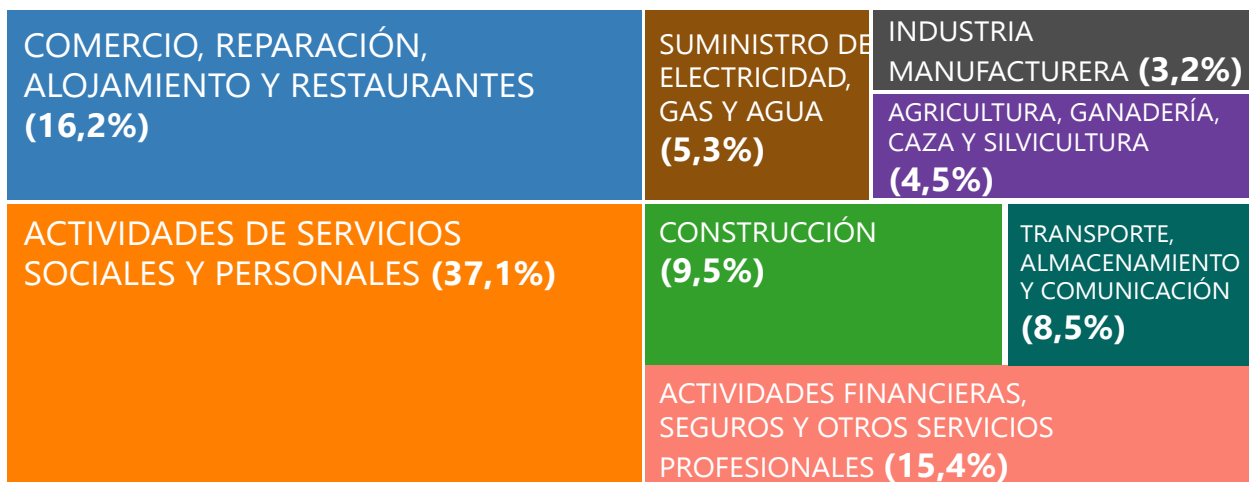 COMERCIO, REPARACIÓN,
ALOJAMIENTO Y RESTAURANTES
(16,2%)
SUMINISTRO DE
ELECTRICIDAD,
GAS Y AGUA
(5,3%)
INDUSTRIA
MANUFACTURERA (3,2%)
AGRICULTURA, GANADERÍA,
CAZA Y SILVICULTURA
(4,5%)
ACTIVIDADES DE SERVICIOS
SOCIALES Y PERSONALES (37,1%)
CONSTRUCCIÓN
(9,5%)
TRANSPORTE,
ALMACENAMIENTO
Y COMUNICACIÓN
(8,5%)
ACTIVIDADES FINANCIERAS,
SEGUROS Y OTROS SERVICIOS
PROFESIONALES (15,4%)